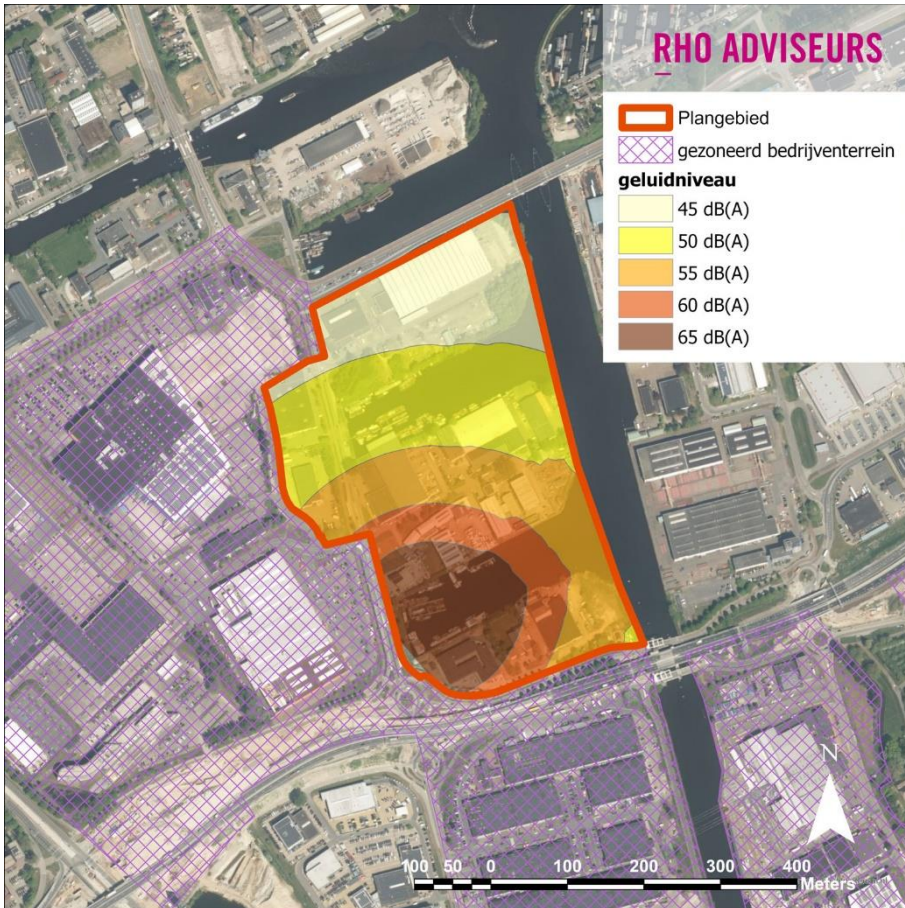 RHO ADVISEURS
Plangebied
gezoneerd bedrijventerrein
geluidniveau
45 dB(A)
50 dB(A)
55 dB(A)
60 dB(A)
65 dB(A)
N
100 50 0 100 200 300 400
Meters